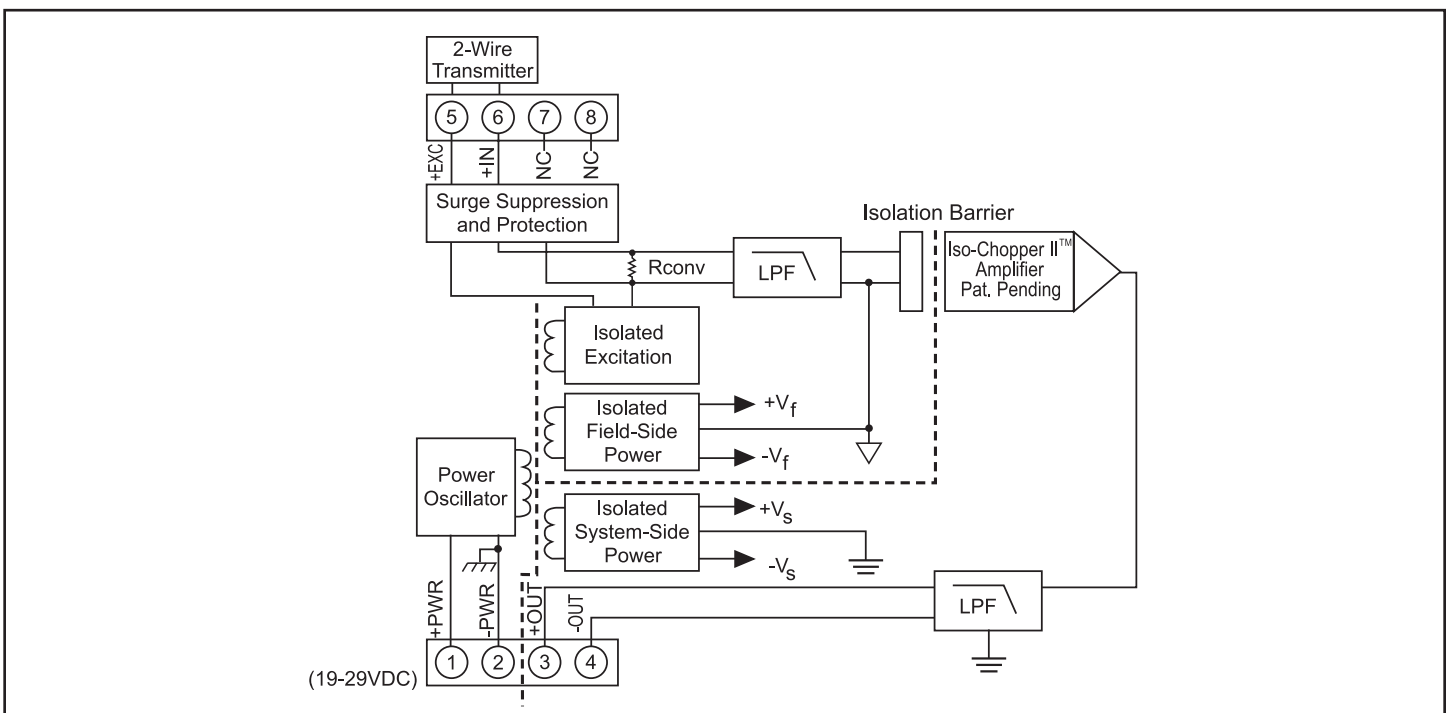 2-Wire
Transmitter
5 6 7 8
+EXC
+IN
NC
NC
Surge Suppression
and Protection
Isolation Barrier
Rconv
LPF
Iso-Chopper II™
Amplifier
Pat. Pending
Isolated
Excitation
Isolated
Field-Side
Power
+Vf
-Vf
Power
Oscillator
Isolated
System-Side
Power
+Vs
-Vs
+PWR
-PWR
+OUT
-OUT
LPF
(19-29VDC)
1 2 3 4